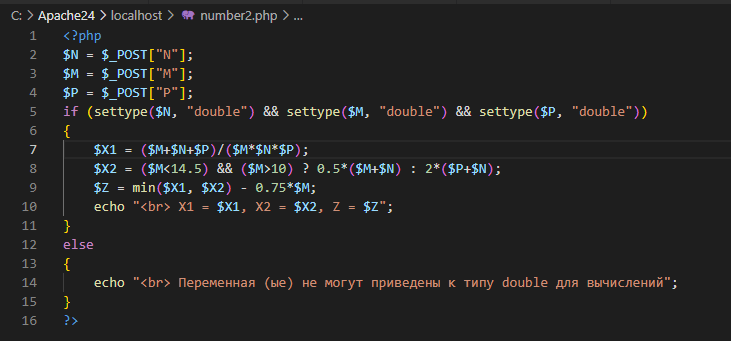 C: > Apache24 > localhost > number2.php > ...
1 <?php
2 $N = $_POST["N"];
3 $M = $_POST["M"];
4 $P = $_POST["P"];
5 if (settype($N, "double") && settype($M, "double") && settype($P, "double"))
6 {
7 $X1 = ($M+$N+$P)/($M*$N*$P);
8 $X2 = ($M<14.5) && ($M>10) ? 0.5*($M+$N) : 2*($P+$N);
9 $Z = min($X1, $X2) - 0.75*$M;
10 echo "<br> X1 = $X1, X2 = $X2, Z = $Z";
11 }
12 else
13 {
14 echo "<br> Переменная (ые) не могут приведены к типу double для вычислений";
15 }
16 ?>